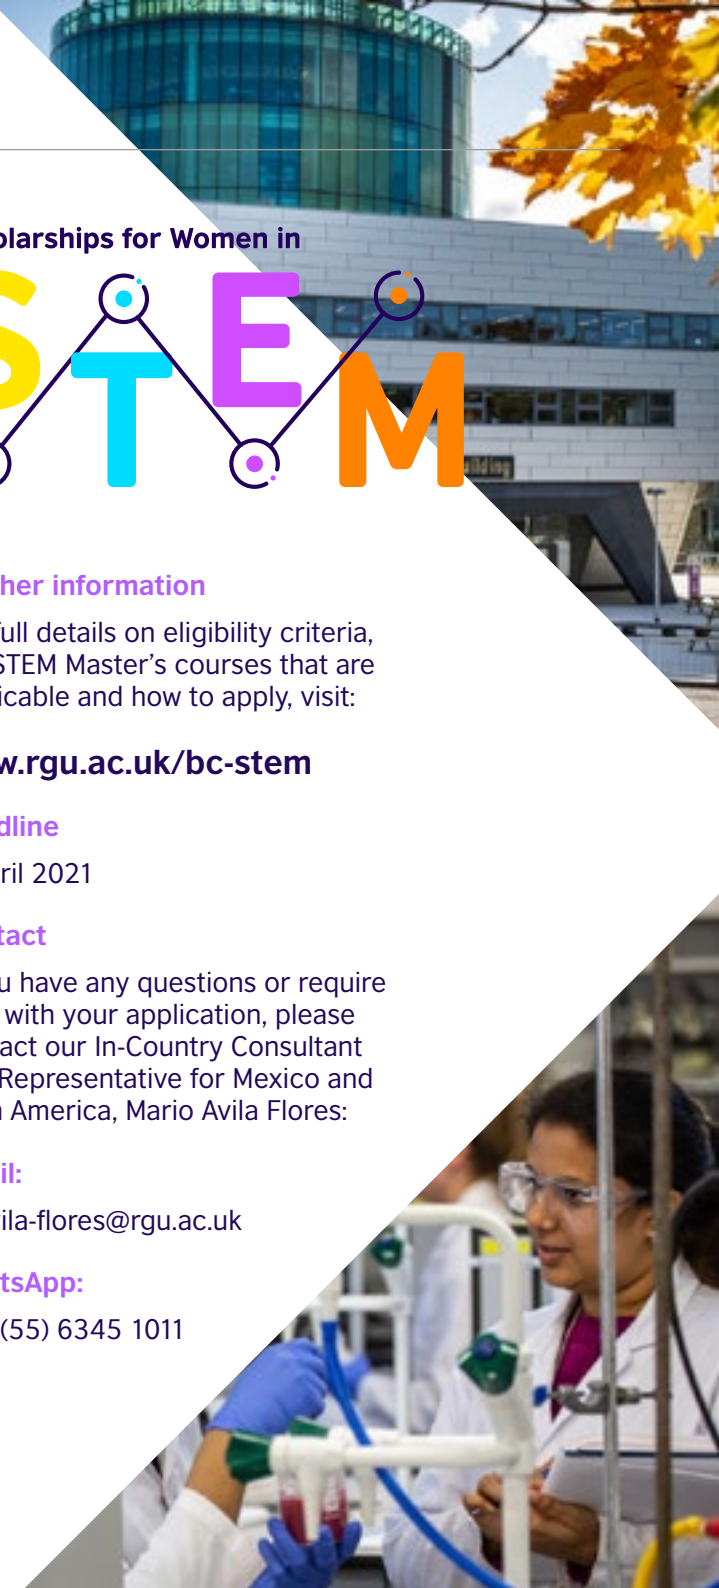 olarships for Women in
STEM
ilding
her information
ull details on eligibility criteria,
STEM Master’s courses that are
icable and how to apply, visit:
w.rgu.ac.uk/bc-stem
dline
ril 2021
tact
u have any questions or require
with your application, please
act our In-Country Consultant
Representative for Mexico and
America, Mario Avila Flores:
il:
ila-flores@rgu.ac.uk
tsApp:
(55) 6345 1011